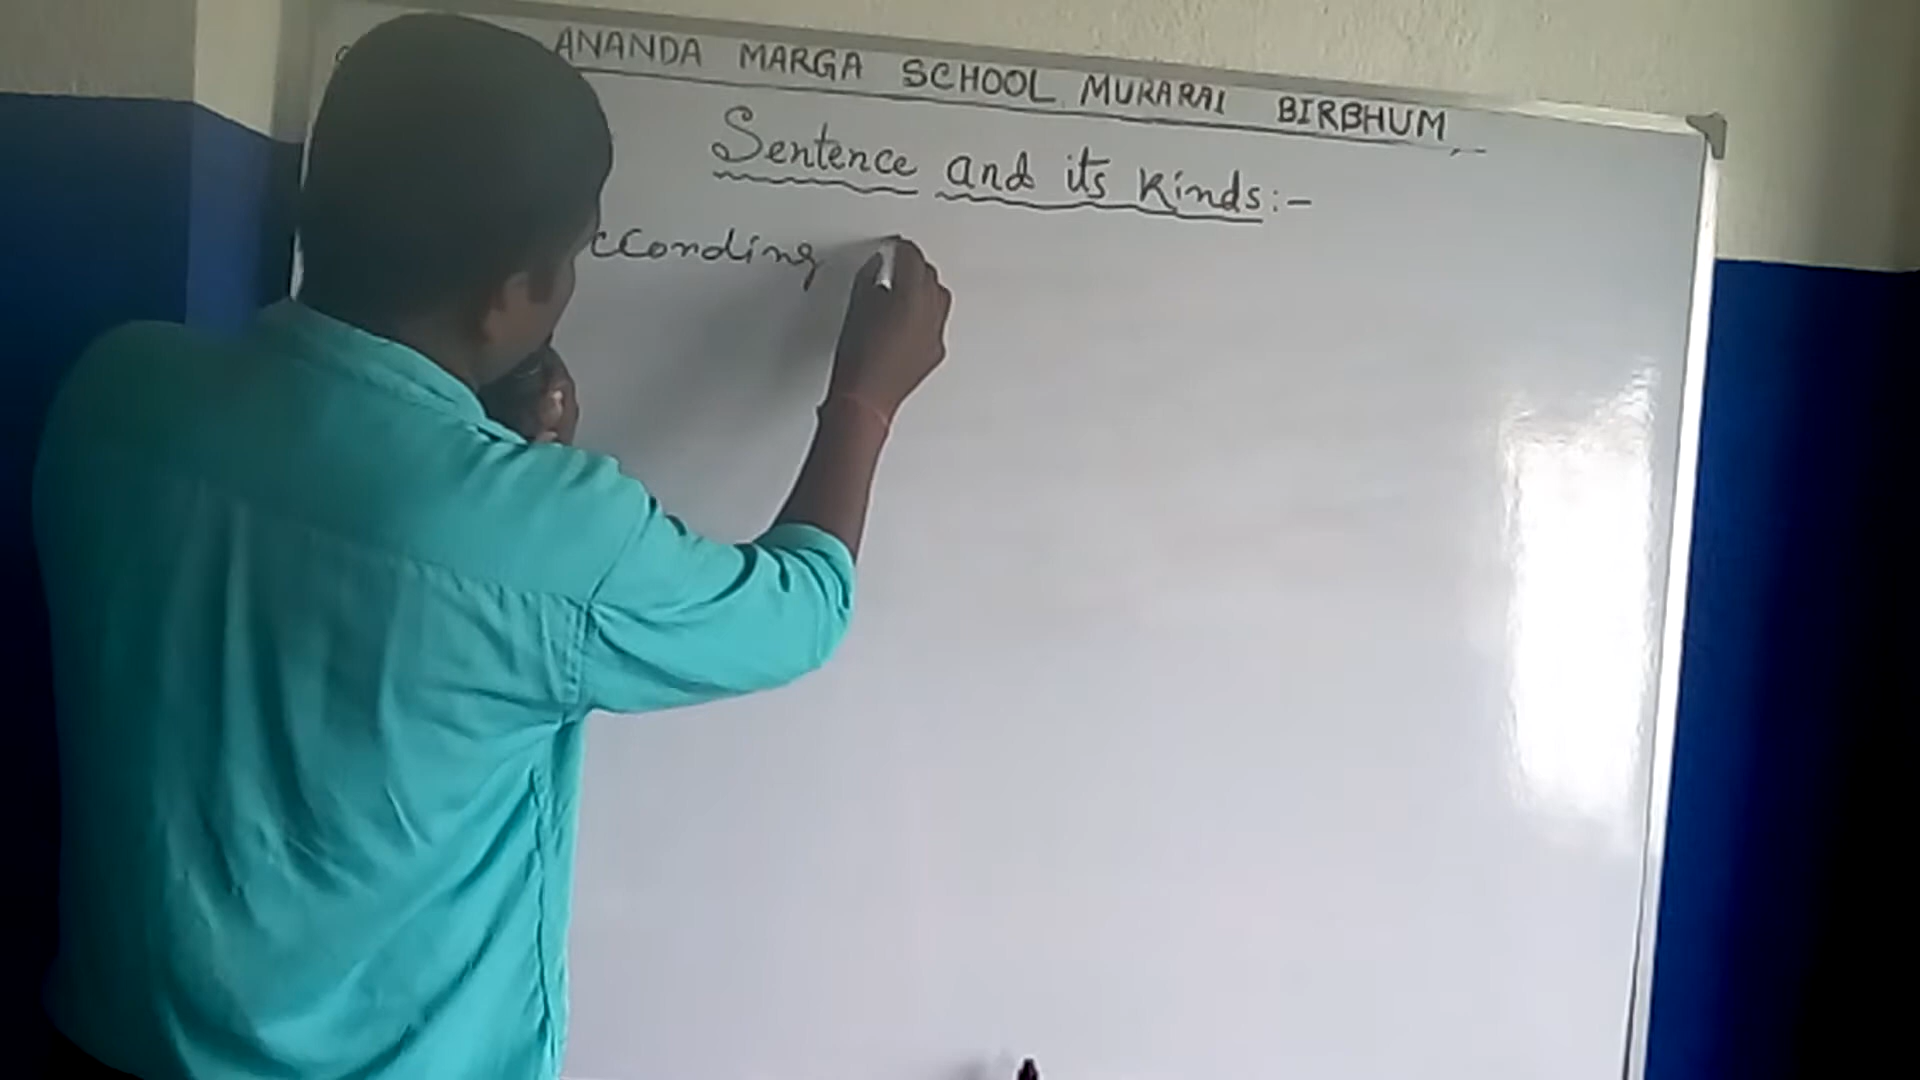 ANANDA MARGA SCHOOL MURARAI BIRBHUM,-
Sentence and its Kinds:-
ccording